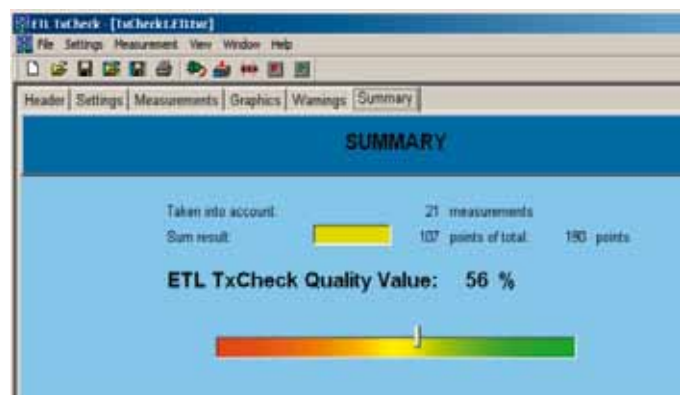 ETL TxCheck - [TxCheck1.ETLtxc]
File Settings Measurement View Window Help
Header Settings Measurements Graphics Warnings Summary
SUMMARY
Taken into account: 21 measurements
Sum result: 107 points of total: 190 points
ETL TxCheck Quality Value: 56 %